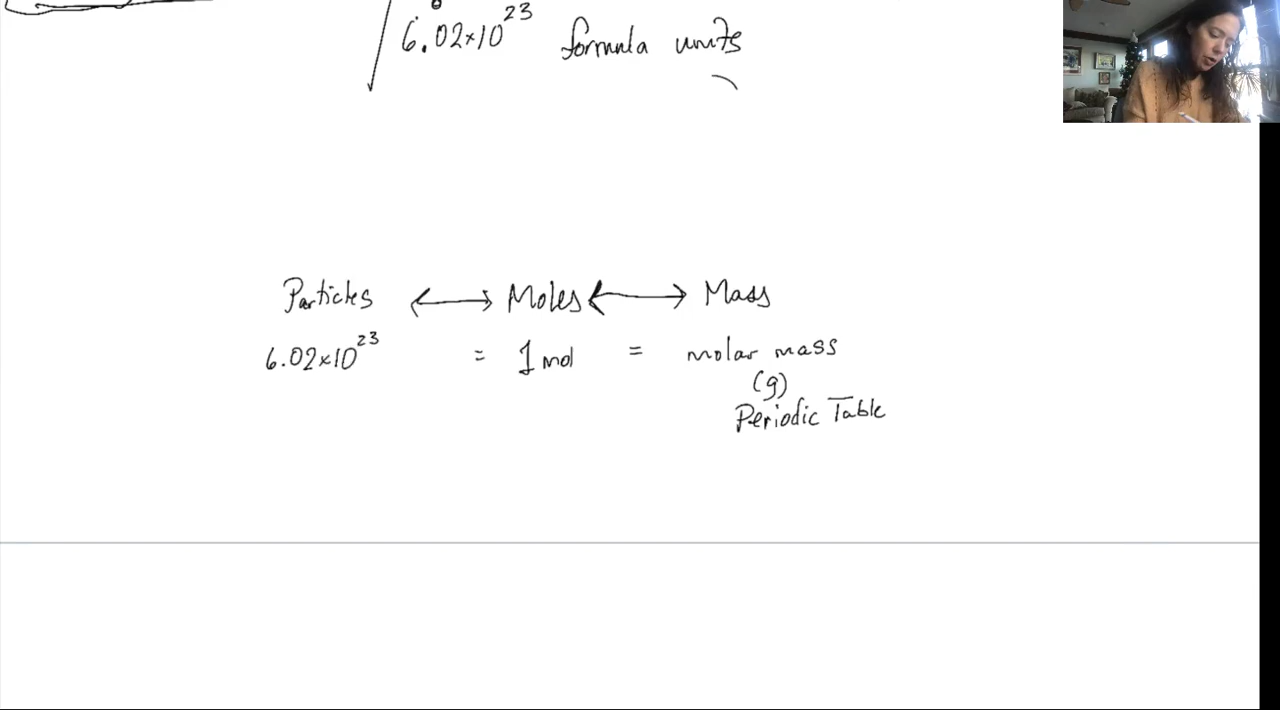 6.02×10²³ formula units
Particles ⟷ Moles ⟷ Mass
6.02×10²³ = 1 mol = molar mass
(g)
Periodic Table